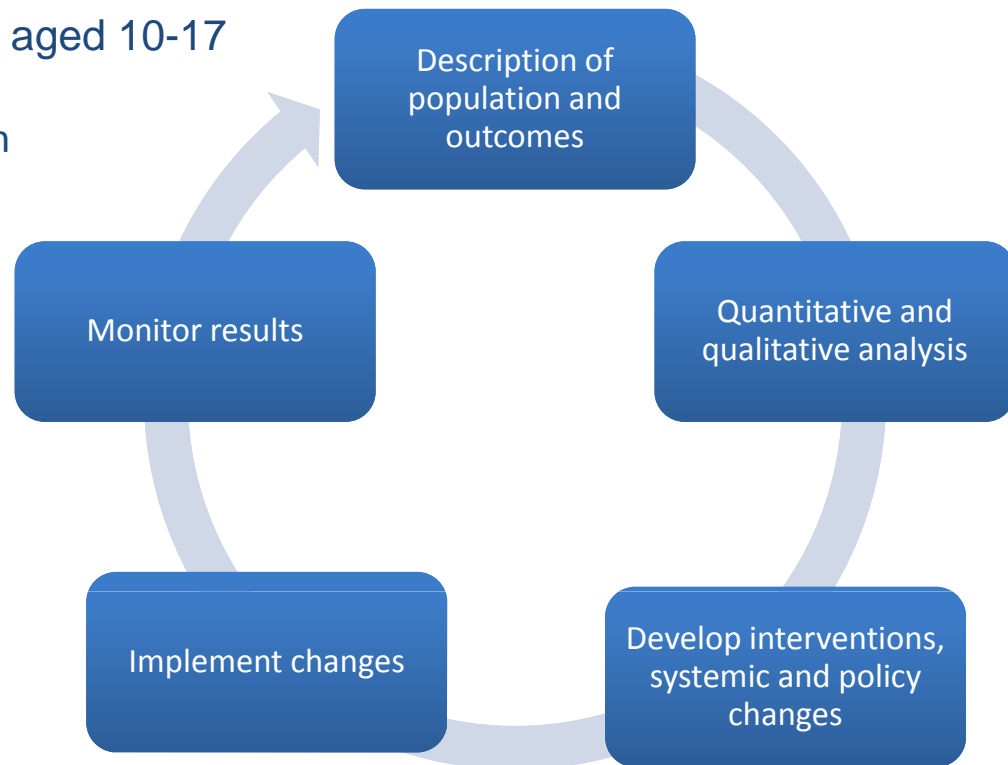 aged 10-17
n
Description of
population and
outcomes
Quantitative and
qualitative analysis
Develop interventions,
systemic and policy
changes
Implement changes
Monitor results